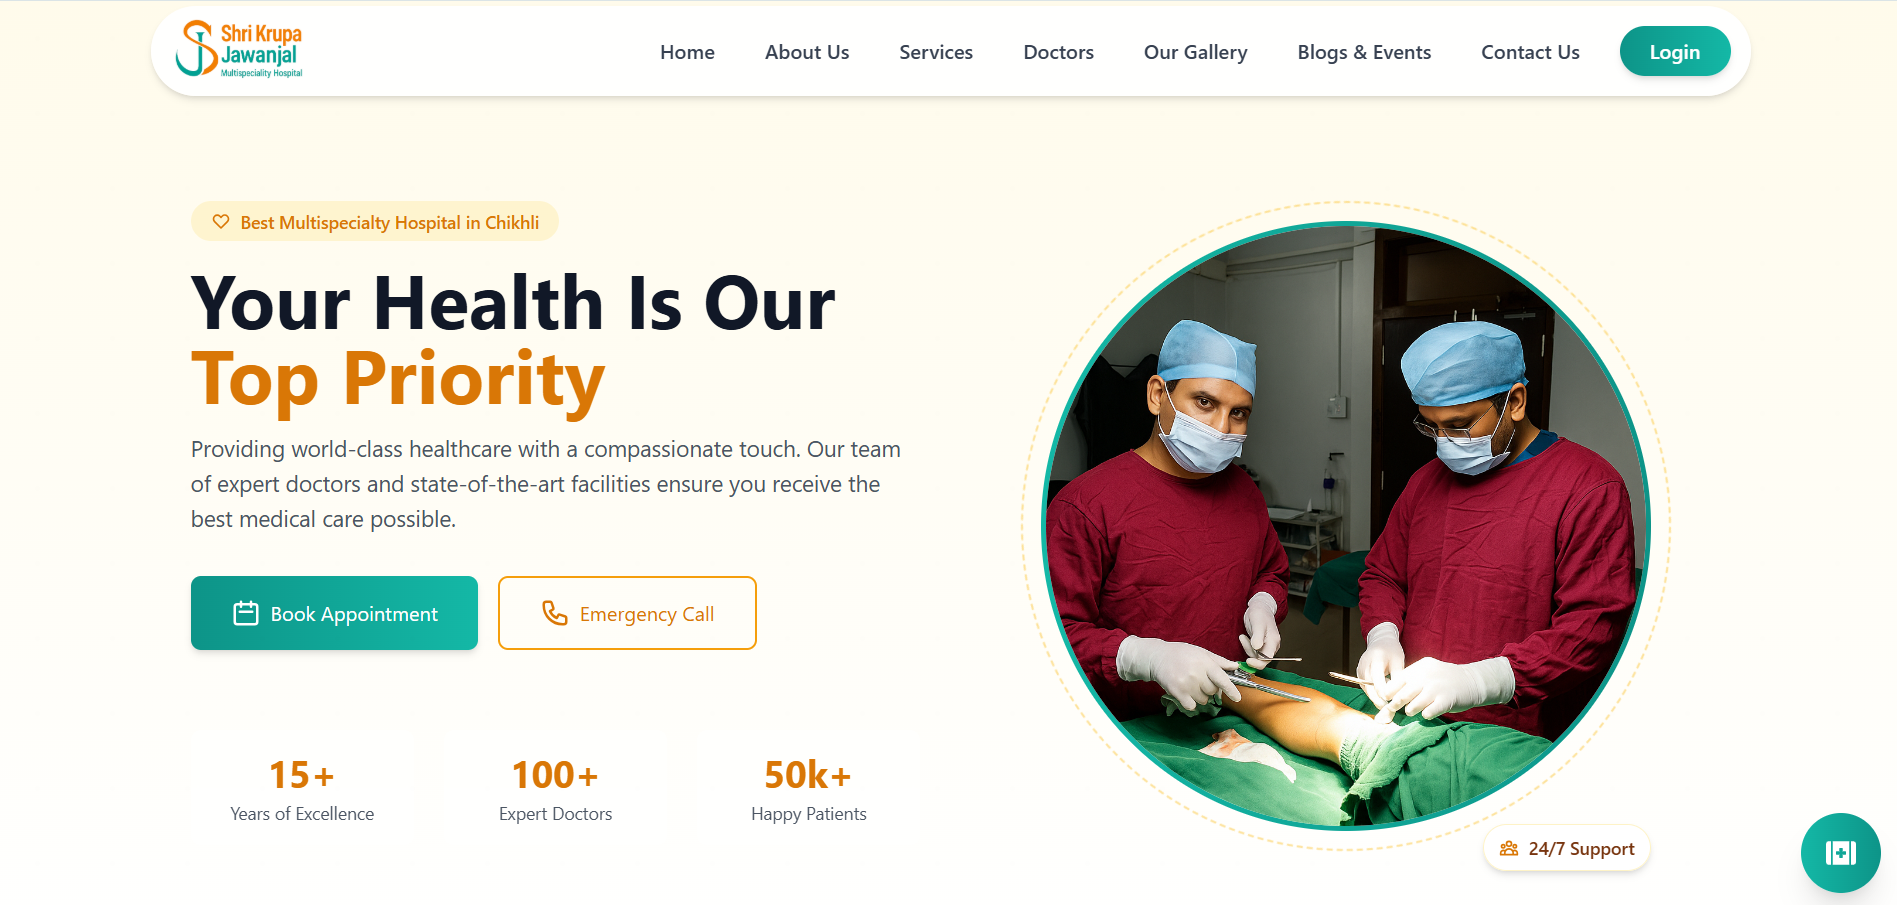 Shri Krupa
Jawanjal
Multispeciality Hospital
Home
About Us
Services
Doctors
Our Gallery
Blogs & Events
Contact Us
Login
Best Multispecialty Hospital in Chikhli
Your Health Is Our
Top Priority
Providing world-class healthcare with a compassionate touch. Our team
of expert doctors and state-of-the-art facilities ensure you receive the
best medical care possible.
Book Appointment
Emergency Call
15+
Years of Excellence
100+
Expert Doctors
50k+
Happy Patients
24/7 Support